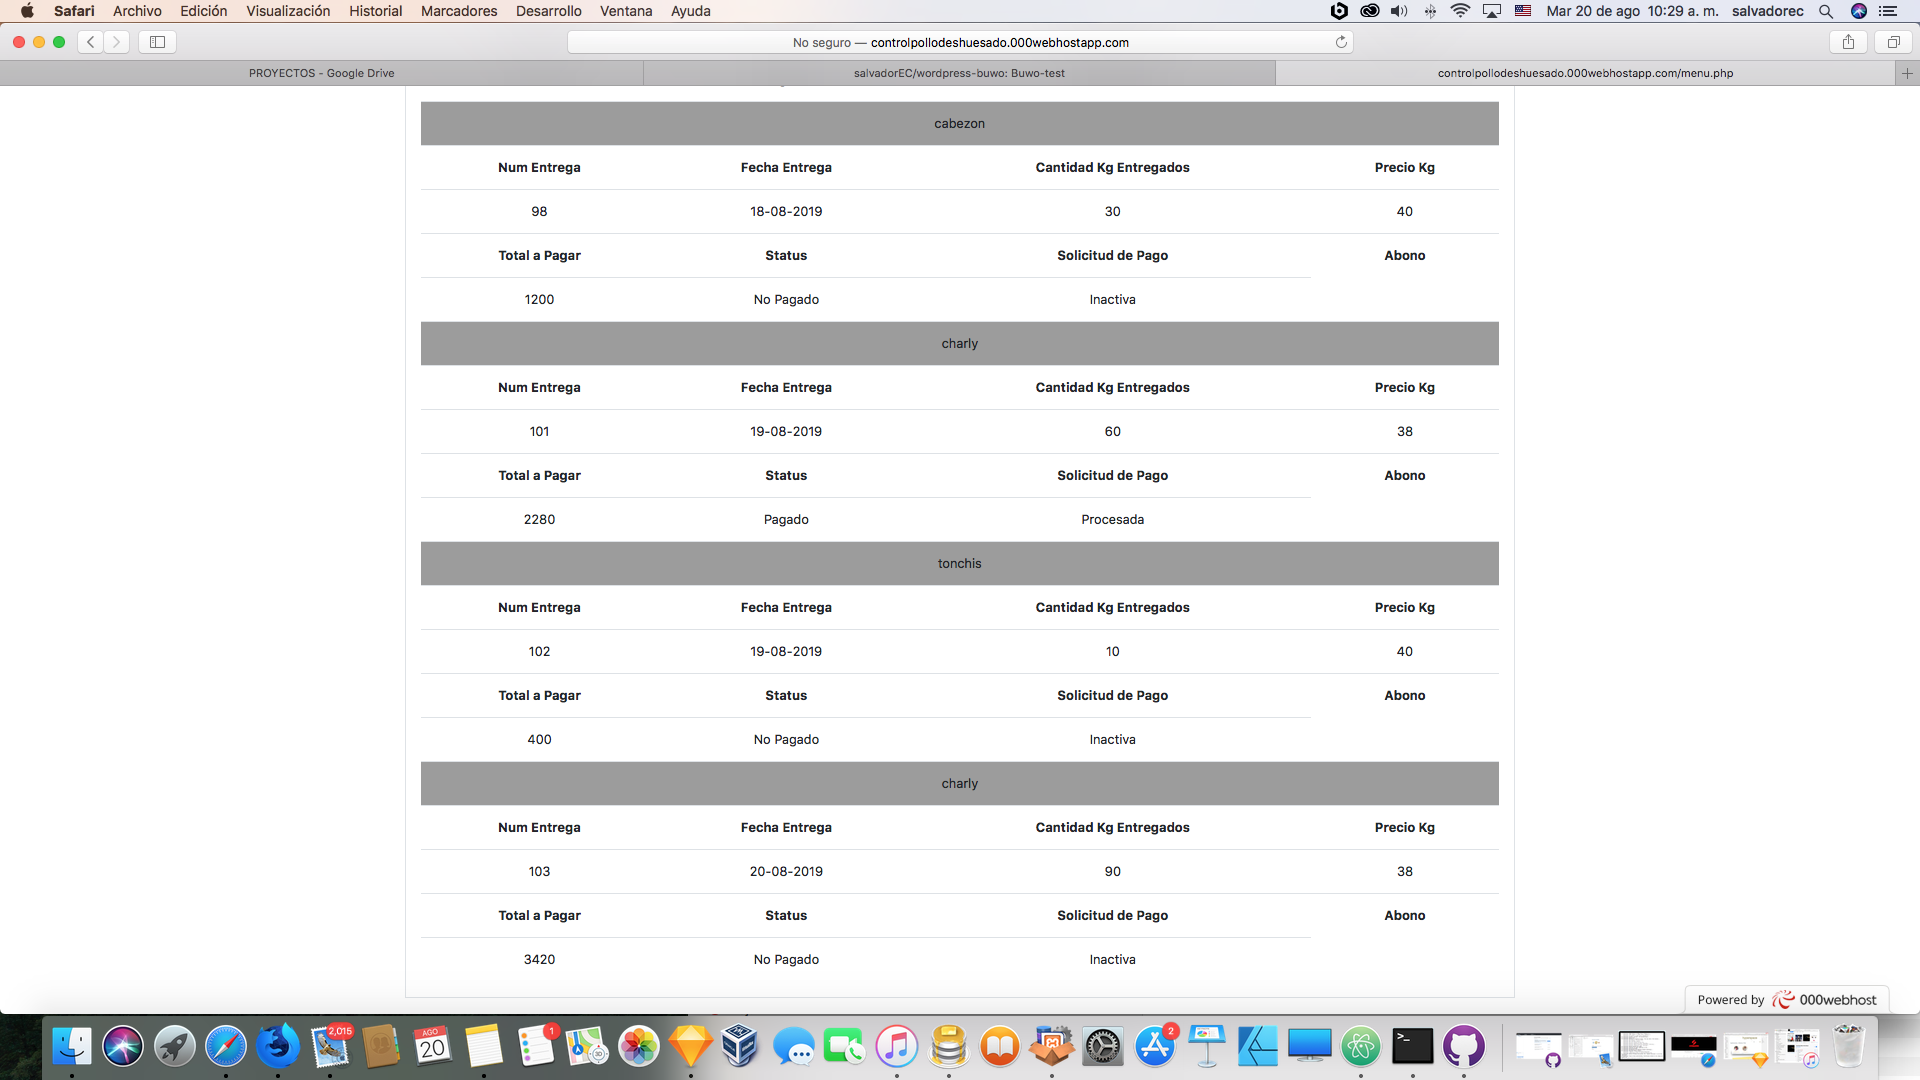 Safari Archivo Edición Visualización Historial Marcadores Desarrollo Ventana Ayuda Mar 20 de ago 10:29 a. m. salvadorec
No seguro — controlpollodeshuesado.000webhostapp.com
PROYECTOS - Google Drive salvadorEC/wordpress-buwo: Buwo-test controlpollodeshuesado.000webhostapp.com/menu.php
cabezon
Num Entrega Fecha Entrega Cantidad Kg Entregados Precio Kg
98 18-08-2019 30 40
Total a Pagar Status Solicitud de Pago Abono
1200 No Pagado Inactiva
charly
Num Entrega Fecha Entrega Cantidad Kg Entregados Precio Kg
101 19-08-2019 60 38
Total a Pagar Status Solicitud de Pago Abono
2280 Pagado Procesada
tonchis
Num Entrega Fecha Entrega Cantidad Kg Entregados Precio Kg
102 19-08-2019 10 40
Total a Pagar Status Solicitud de Pago Abono
400 No Pagado Inactiva
charly
Num Entrega Fecha Entrega Cantidad Kg Entregados Precio Kg
103 20-08-2019 90 38
Total a Pagar Status Solicitud de Pago Abono
3420 No Pagado Inactiva
Powered by 000webhost
2,015
AGO
20
1
3D
2